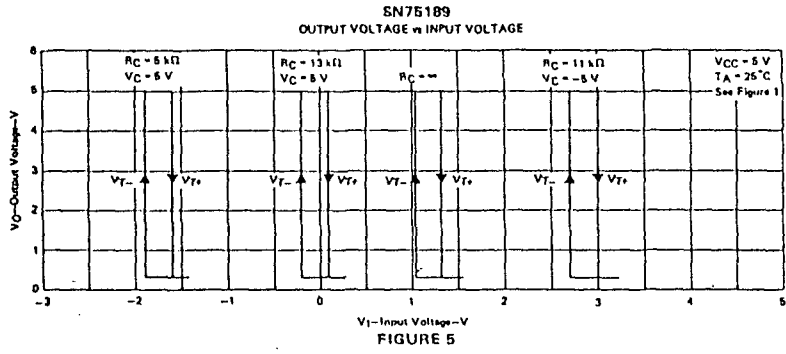 SN75189
OUTPUT VOLTAGE vs INPUT VOLTAGE
RC = 5 kΩ
VC = 5 V
RC = 13 kΩ
VC = 5 V
RC = ∞
RC = 11 kΩ
VC = -5 V
VCC = 5 V
TA = 25°C
See Figure 1
VO—Output Voltage—V
6
5
4
3
2
1
0
VT−
VT+
VT−
VT+
VT−
VT+
VT−
VT+
−3
−2
−1
0
1
2
3
4
5
VI—Input Voltage—V
FIGURE 5